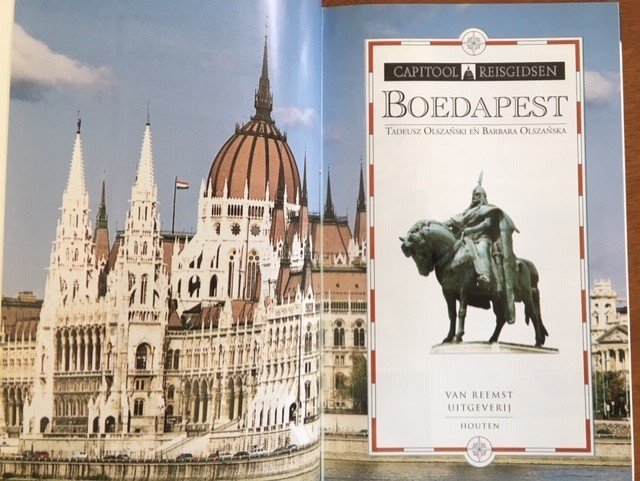 CAPITOOL REISGIDSEN
BOEDAPEST
TADEUSZ OLSZAŃSKI EN BARBARA OLSZAŃSKA
VAN REEMST
UITGEVERIJ
HOUTEN